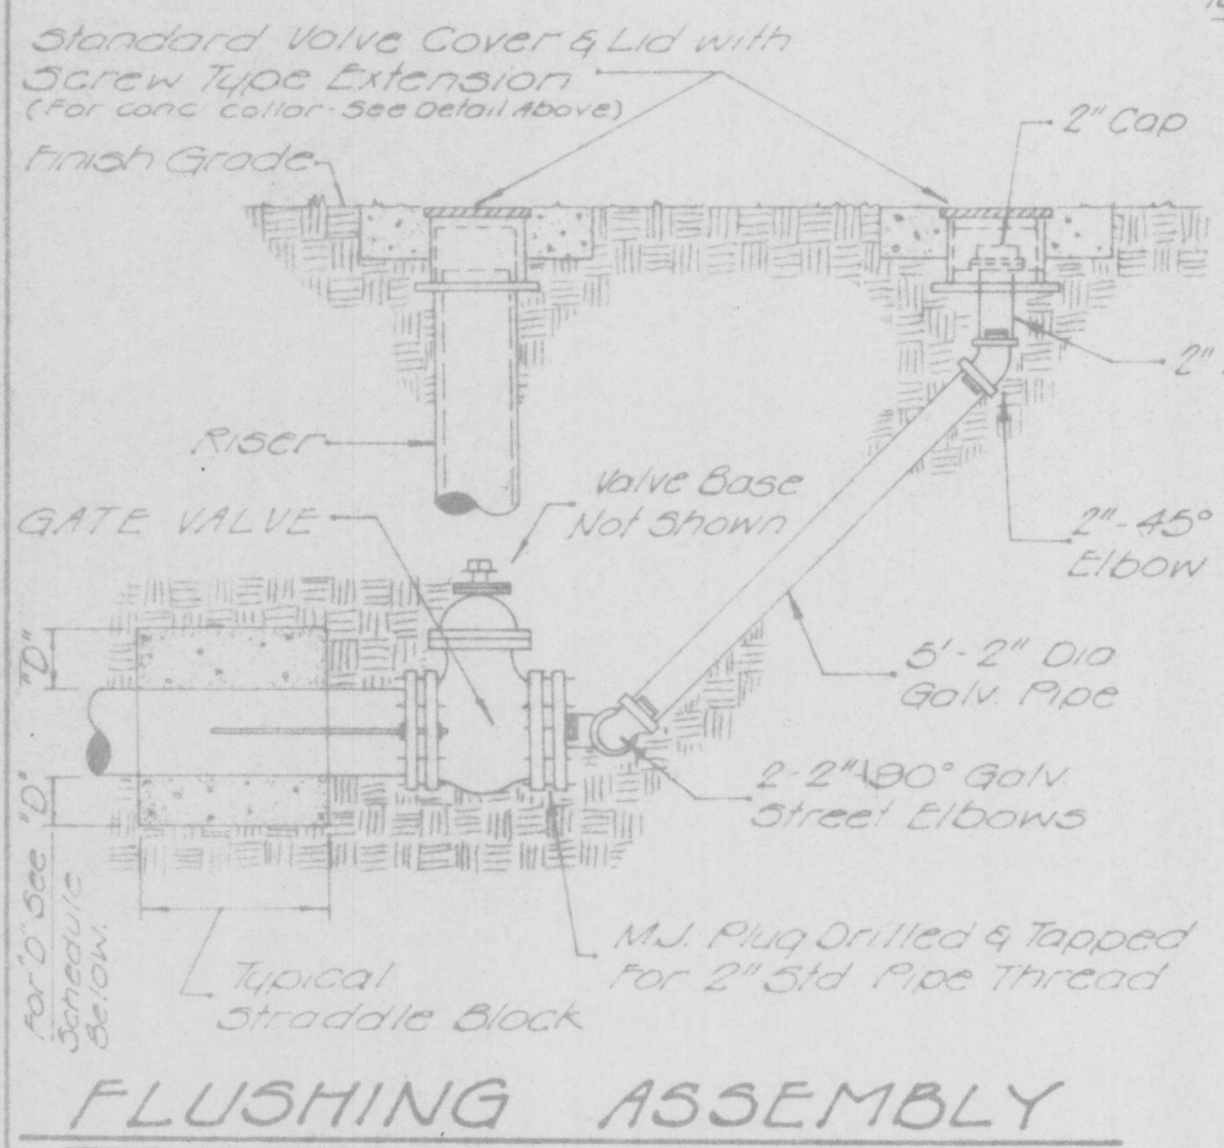 Standard Valve Cover & Lid with
Screw Type Extension
(For conc collar-See Detail Above)
Finish Grade
2" Cap
2"
Riser
Valve Base
Not Shown
GATE VALVE
2"-45°
Elbow
"D"
5'-2" Dia
Galv. Pipe
2-2" 90° Galv.
Street Elbows
"D"
For "D" See
Schedule
Below.
M.J. Plug Drilled & Tapped
For 2" Std. Pipe Thread
Typical
Straddle Block
FLUSHING ASSEMBLY